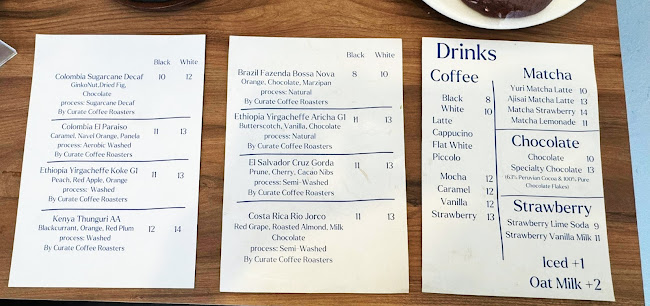 Black White
Colombia Sugarcane Decaf 10 12
GinkoNut,Dried Fig,
Chocolate
process: Sugarcane Decaf
By Curate Coffee Roasters
Colombia El Paraiso 11 13
Caramel, Navel Orange, Panela
process: Aerobic Washed
By Curate Coffee Roasters
Ethiopia Yirgacheffe Koke G1 11 13
Peach, Red Apple, Orange
process: Washed
By Curate Coffee Roasters
Kenya Thunguri AA 12 14
Blackcurrant, Orange, Red Plum
process: Washed
By Curate Coffee Roasters
Black White
Brazil Fazenda Bossa Nova 8 10
Orange, Chocolate, Marzipan
process: Natural
By Curate Coffee Roasters
Ethiopia Yirgacheffe Aricha G1 11 13
Butterscotch, Vanilla, Chocolate
process: Natural
By Curate Coffee Roasters
El Salvador Cruz Gorda 11 13
Prune, Cherry, Cacao Nibs
process: Semi-Washed
By Curate Coffee Roasters
Costa Rica Rio Jorco 11 13
Red Grape, Roasted Almond, Milk
Chocolate
process: Semi-Washed
By Curate Coffee Roasters
Drinks
Coffee
Black 8
White 10
Latte
Cappucino
Flat White
Piccolo
Mocha 12
Caramel 12
Vanilla 12
Strawberry 13
Matcha
Yuri Matcha Latte 10
Ajisai Matcha Latte 13
Matcha Strawberry 14
Matcha Lemonade 11
Chocolate
Chocolate 10
Specialty Chocolate 13
(63% Peruvian Cocoa & 100% Pure
Chocolate Flakes)
Strawberry
Strawberry Lime Soda 9
Strawberry Vanilla Milk 11
Iced +1
Oat Milk +2